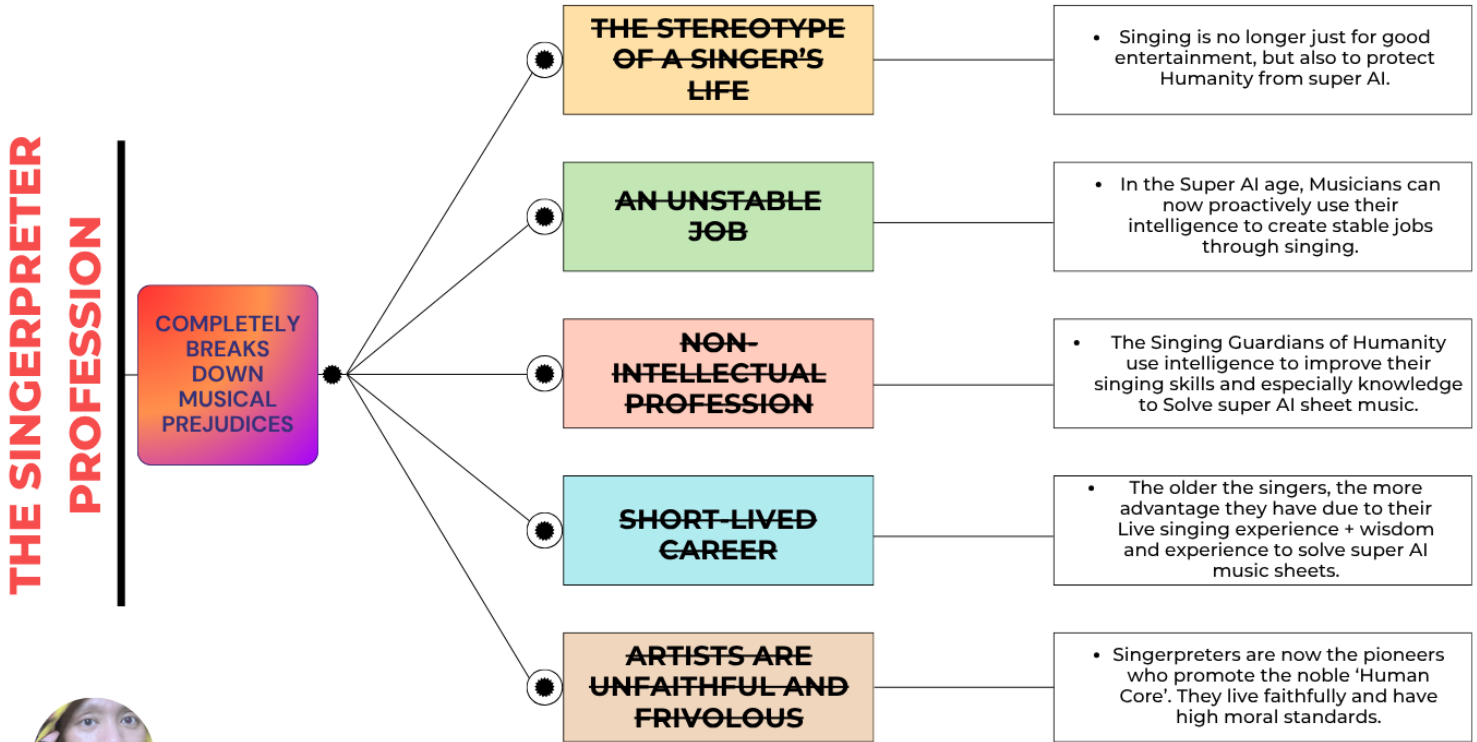 THE SINGERPRETER
PROFESSION
COMPLETELY
BREAKS
DOWN
MUSICAL
PREJUDICES
THE STEREOTYPE
OF A SINGER’S
LIFE
• Singing is no longer just for good
entertainment, but also to protect
Humanity from super AI.
AN UNSTABLE
JOB
• In the Super AI age, Musicians can
now proactively use their
intelligence to create stable jobs
through singing.
NON-
INTELLECTUAL
PROFESSION
• The Singing Guardians of Humanity
use intelligence to improve their
singing skills and especially knowledge
to Solve super AI sheet music.
SHORT-LIVED
CAREER
• The older the singers, the more
advantage they have due to their
Live singing experience + wisdom
and experience to solve super AI
music sheets.
ARTISTS ARE
UNFAITHFUL AND
FRIVOLOUS
• Singerpreters are now the pioneers
who promote the noble ‘Human
Core’. They live faithfully and have
high moral standards.